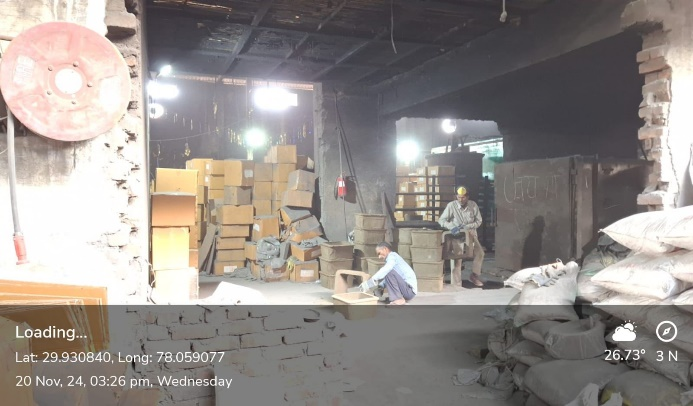 Loading...
Lat: 29.930840, Long: 78.059077
26.73° 3 N
20 Nov, 24, 03:26 pm, Wednesday